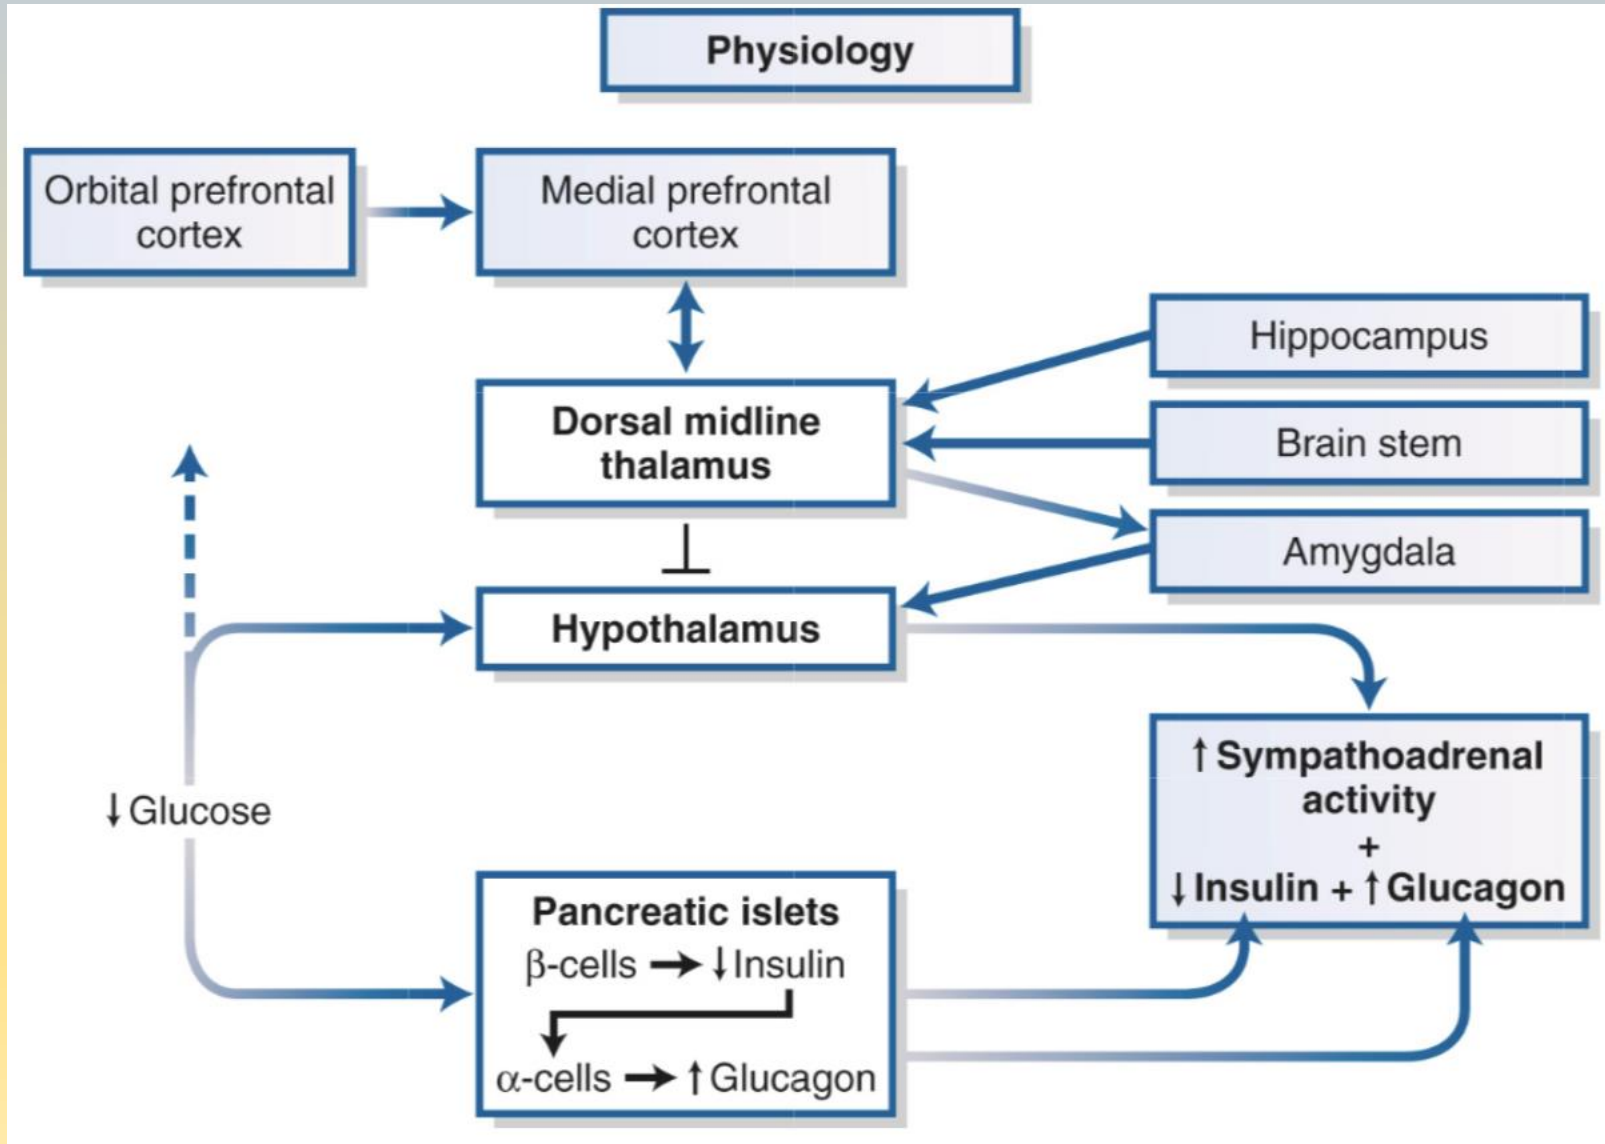 Physiology
Orbital prefrontal
cortex
Medial prefrontal
cortex
Hippocampus
Dorsal midline
thalamus
Brain stem
Amygdala
Hypothalamus
↑ Sympathoadrenal
activity
+
↓ Insulin + ↑ Glucagon
↓ Glucose
Pancreatic islets
β-cells → ↓ Insulin
α-cells → ↑ Glucagon